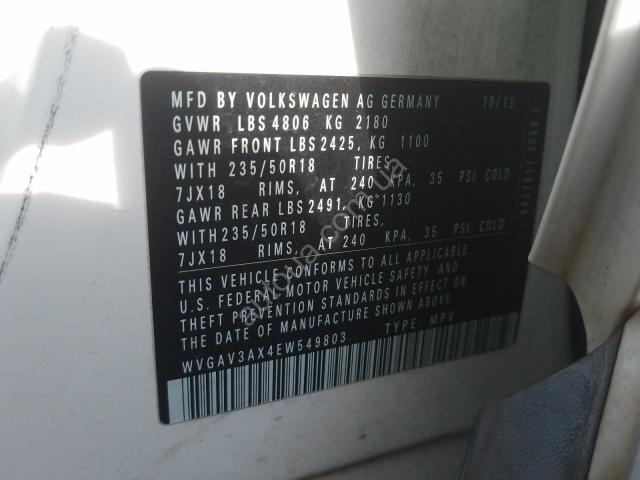 MFD BY VOLKSWAGEN AG GERMANY 10/13
GVWR LBS 4806 KG 2180
GAWR FRONT LBS 2425, KG 1100
WITH 235/50R18 TIRES,
7JX18 RIMS, AT 240 KPA, 35 PSI COLD
GAWR REAR LBS 2491, KG 1130
WITH 235/50R18 TIRES,
7JX18 RIMS, AT 240 KPA, 35 PSI COLD
THIS VEHICLE CONFORMS TO ALL APPLICABLE
U.S. FEDERAL MOTOR VEHICLE SAFETY AND
THEFT PREVENTION STANDARDS IN EFFECT ON
THE DATE OF MANUFACTURE SHOWN ABOVE.
WVGAV3AX4EW549803 TYPE: MPV
autoua.com.ua